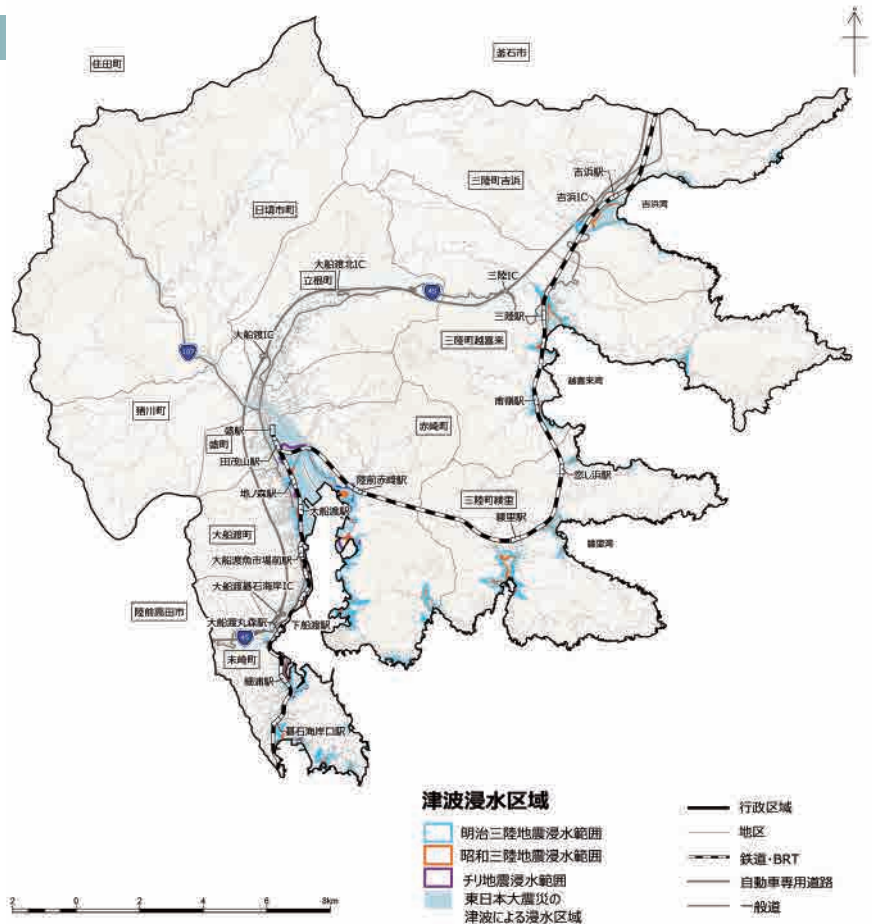 釜石市
住田町
三陸町吉浜
吉浜駅
吉浜IC
吉浜湾
日頃市町
大船渡北IC
立根町
45
三陸IC
三陸駅
大船渡IC
三陸町越喜来
107
越喜来湾
南嶺駅
猪川町
赤崎町
盛駅
盛町
田茂山駅
恋し浜駅
陸前赤崎駅
地ノ森駅
三陸町綾里
大船渡駅
綾里駅
大船渡町
綾里湾
大船渡魚市場前駅
大船渡碁石海岸IC
陸前高田市
大船渡丸森駅
下船渡駅
45
末崎町
細浦駅
碁石海岸口駅
津波浸水区域
明治三陸地震浸水範囲
昭和三陸地震浸水範囲
チリ地震浸水範囲
東日本大震災の
津波による浸水区域
行政区域
地区
鉄道・BRT
自動車専用道路
一般道
2 0 2 4 6 8km